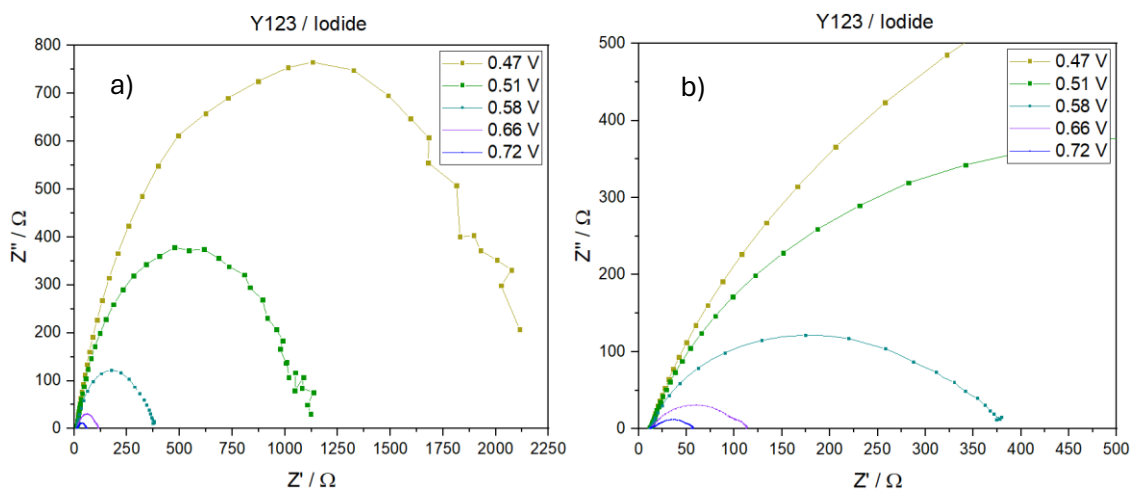 Y123 / Iodide
a)
0.47 V
0.51 V
0.58 V
0.66 V
0.72 V
800
700
600
500
400
300
200
100
0
Z'' / Ω
0 250 500 750 1000 1250 1500 1750 2000 2250
Z' / Ω
Y123 / Iodide
b)
0.47 V
0.51 V
0.58 V
0.66 V
0.72 V
500
400
300
200
100
0
Z'' / Ω
0 50 100 150 200 250 300 350 400 450 500
Z' / Ω